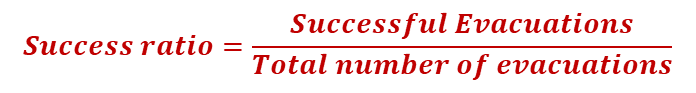 Success ratio = Successful Evacuations / Total number of evacuations